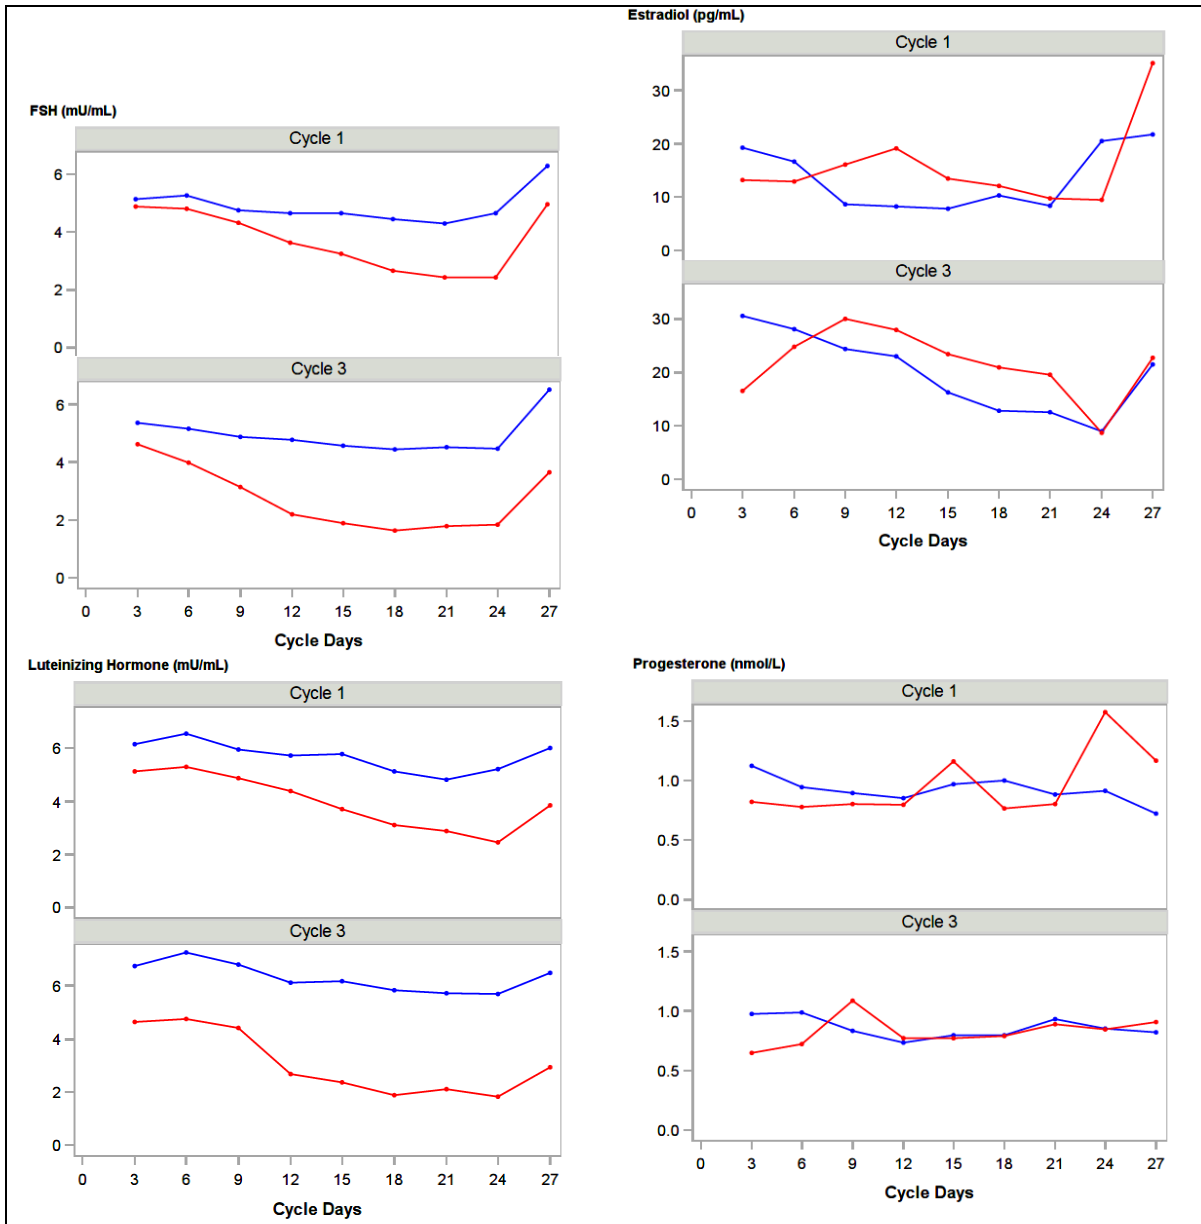 FSH (mU/mL)
Cycle 1
6
4
2
0
Cycle 3
6
4
2
0
0 3 6 9 12 15 18 21 24 27
Cycle Days
Estradiol (pg/mL)
Cycle 1
30
20
10
0
Cycle 3
30
20
10
0
0 3 6 9 12 15 18 21 24 27
Cycle Days
Luteinizing Hormone (mU/mL)
Cycle 1
6
4
2
0
Cycle 3
6
4
2
0
0 3 6 9 12 15 18 21 24 27
Cycle Days
Progesterone (nmol/L)
Cycle 1
1.5
1.0
0.5
0.0
Cycle 3
1.5
1.0
0.5
0.0
0 3 6 9 12 15 18 21 24 27
Cycle Days